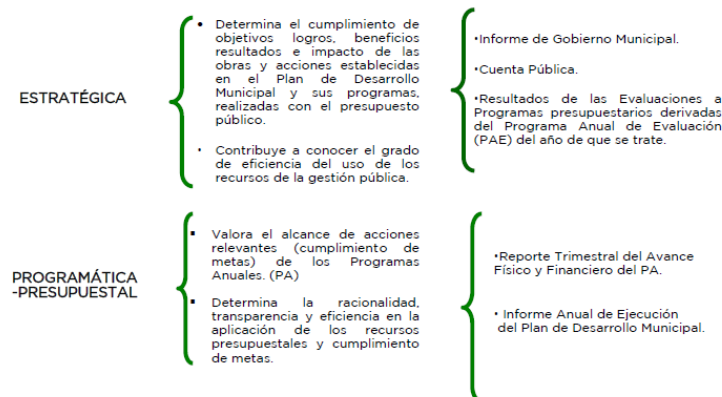 ESTRATÉGICA
• Determina el cumplimiento de
objetivos logros, beneficios
resultados e impacto de las
obras y acciones establecidas
en el Plan de Desarrollo
Municipal y sus programas,
realizadas con el presupuesto
público.
• Contribuye a conocer el grado
de eficiencia del uso de los
recursos de la gestión pública.
•Informe de Gobierno Municipal.
•Cuenta Pública.
•Resultados de las Evaluaciones a
Programas presupuestarios derivadas
del Programa Anual de Evaluación
(PAE) del año de que se trate.
PROGRAMÁTICA
-PRESUPUESTAL
▪ Valora el alcance de acciones
relevantes (cumplimiento de
metas) de los Programas
Anuales. (PA)
▪ Determina la racionalidad,
transparencia y eficiencia en la
aplicación de los recursos
presupuestales y cumplimiento
de metas.
•Reporte Trimestral del Avance
Físico y Financiero del PA.
• Informe Anual de Ejecución
del Plan de Desarrollo Municipal.